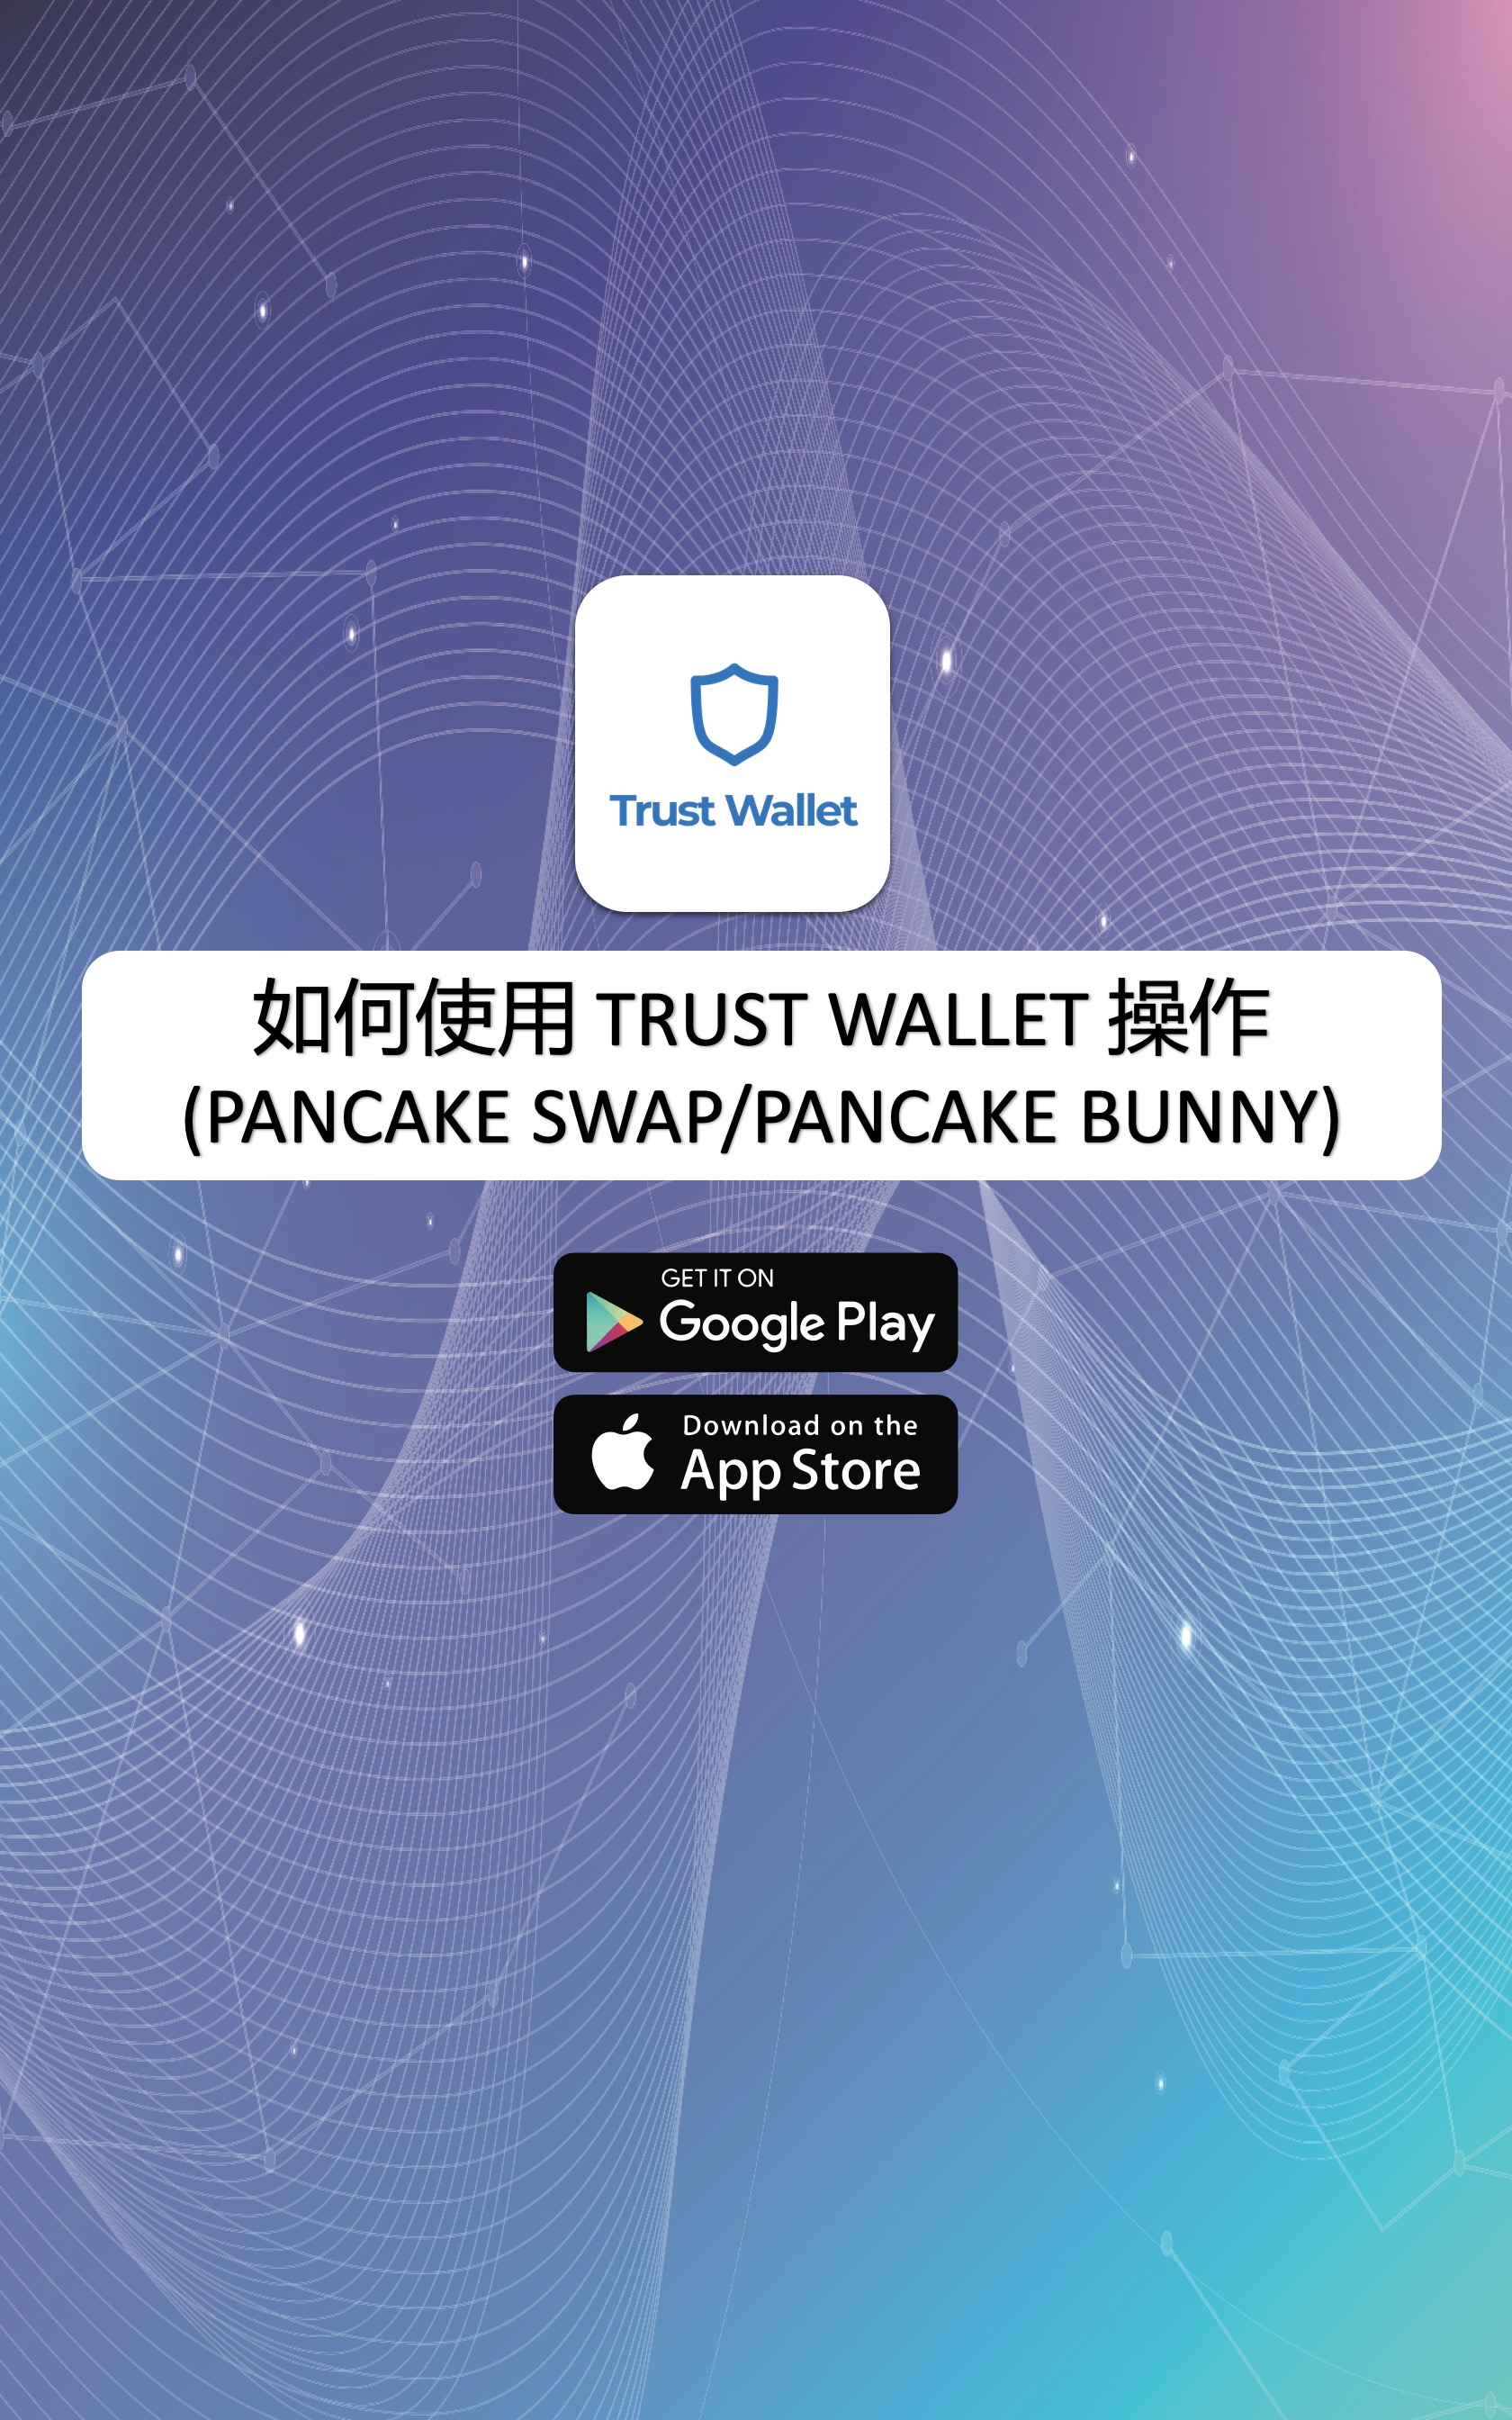 Trust Wallet
如何使用 TRUST WALLET 操作
(PANCAKE SWAP/PANCAKE BUNNY)
GET IT ON
Google Play
Download on the
App Store